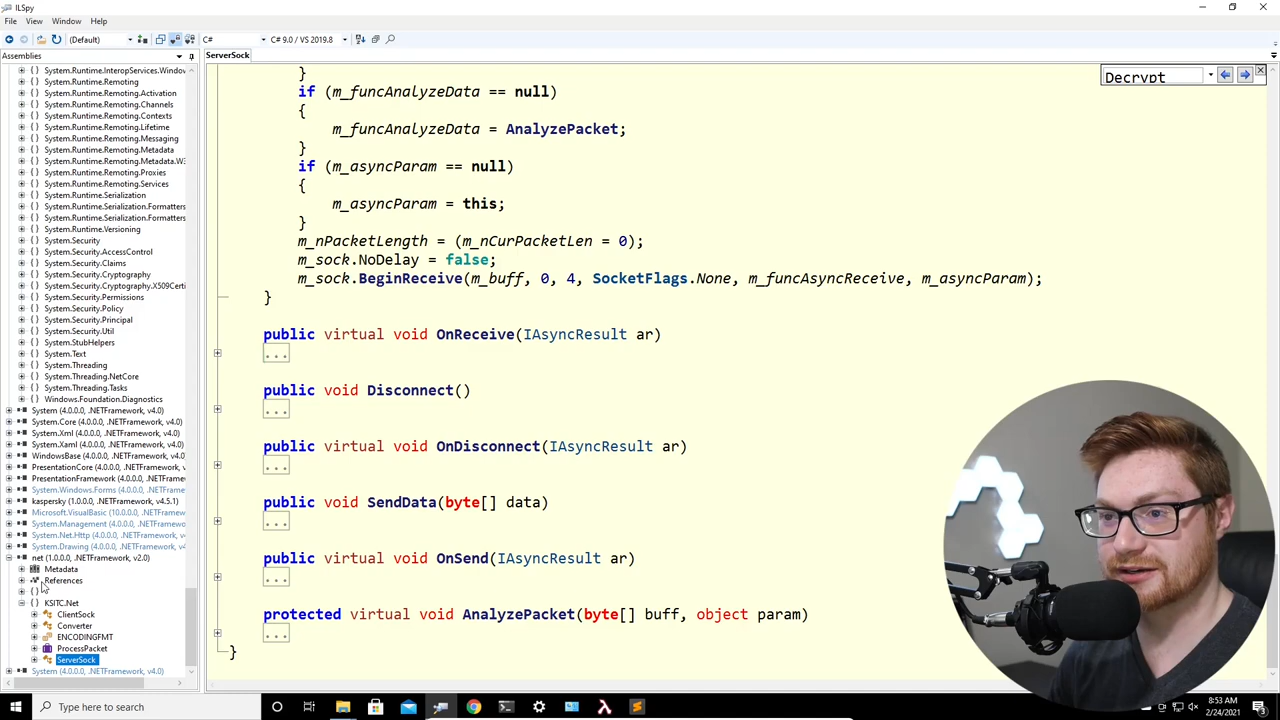 ILSpy
File View Window Help
(Default) C# C# 9.0 / VS 2019.8
Assemblies
ServerSock
Decrypt
System.Runtime.InteropServices.Window
System.Runtime.Remoting
System.Runtime.Remoting.Activation
System.Runtime.Remoting.Channels
System.Runtime.Remoting.Contexts
System.Runtime.Remoting.Lifetime
System.Runtime.Remoting.Messaging
System.Runtime.Remoting.Metadata
System.Runtime.Remoting.Metadata.W3
System.Runtime.Remoting.Proxies
System.Runtime.Remoting.Services
System.Runtime.Serialization
System.Runtime.Serialization.Formatters
System.Runtime.Serialization.Formatters
System.Runtime.Versioning
System.Security
System.Security.AccessControl
System.Security.Claims
System.Security.Cryptography
System.Security.Cryptography.X509Certi
System.Security.Permissions
System.Security.Policy
System.Security.Principal
System.Security.Util
System.StubHelpers
System.Text
System.Threading
System.Threading.NetCore
System.Threading.Tasks
Windows.Foundation.Diagnostics
System (4.0.0.0, .NETFramework, v4.0)
System.Core (4.0.0.0, .NETFramework, v4.0)
System.Xml (4.0.0.0, .NETFramework, v4.0)
System.Xaml (4.0.0.0, .NETFramework, v4.0)
WindowsBase (4.0.0.0, .NETFramework, v4.0)
PresentationCore (4.0.0.0, .NETFramework, v4.0)
PresentationFramework (4.0.0.0, .NETFramework, v4.0)
System.Windows.Forms (4.0.0.0, .NETFrame
kaspersky (1.0.0.0, .NETFramework, v4.5.1)
Microsoft.VisualBasic (10.0.0.0, .NETFramew
System.Management (4.0.0.0, .NETFramewo
System.Net.Http (4.0.0.0, .NETFramework, v
System.Drawing (4.0.0.0, .NETFramework, v4
net (1.0.0.0, .NETFramework, v2.0)
Metadata
References
{ }
{ } KSITC.Net
ClientSock
Converter
ENCODINGFMT
ProcessPacket
ServerSock
System (4.0.0.0, .NETFramework, v4.0)
}
if (m_funcAnalyzeData == null)
{
m_funcAnalyzeData = AnalyzePacket;
}
if (m_asyncParam == null)
{
m_asyncParam = this;
}
m_nPacketLength = (m_nCurPacketLen = 0);
m_sock.NoDelay = false;
m_sock.BeginReceive(m_buff, 0, 4, SocketFlags.None, m_funcAsyncReceive, m_asyncParam);
}
public virtual void OnReceive(IAsyncResult ar)
...
public void Disconnect()
...
public virtual void OnDisconnect(IAsyncResult ar)
...
public void SendData(byte[] data)
...
public virtual void OnSend(IAsyncResult ar)
...
protected virtual void AnalyzePacket(byte[] buff, object param)
...
}
Type here to search
8:53 AM
2/24/2021